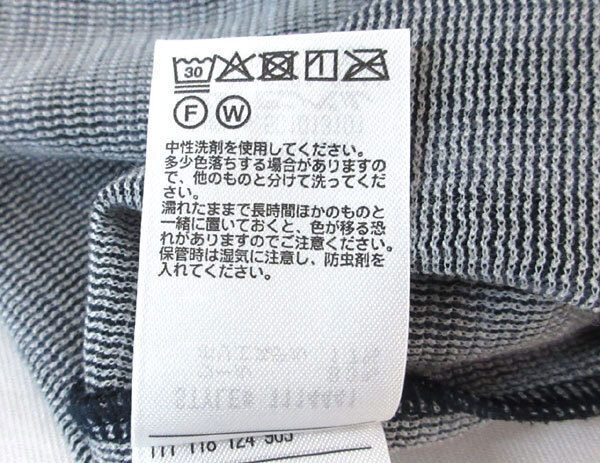 30
F W
中性洗剤を使用してください。
多少色落ちする場合がありますの
で、他のものと分けて洗ってくだ
さい。
濡れたままで長時間ほかのものと
一緒に置いておくと、色が移る恐
れがありますのでご注意ください。
保管時は湿気に注意し、防虫剤を
入れてください。
111 118 124 903